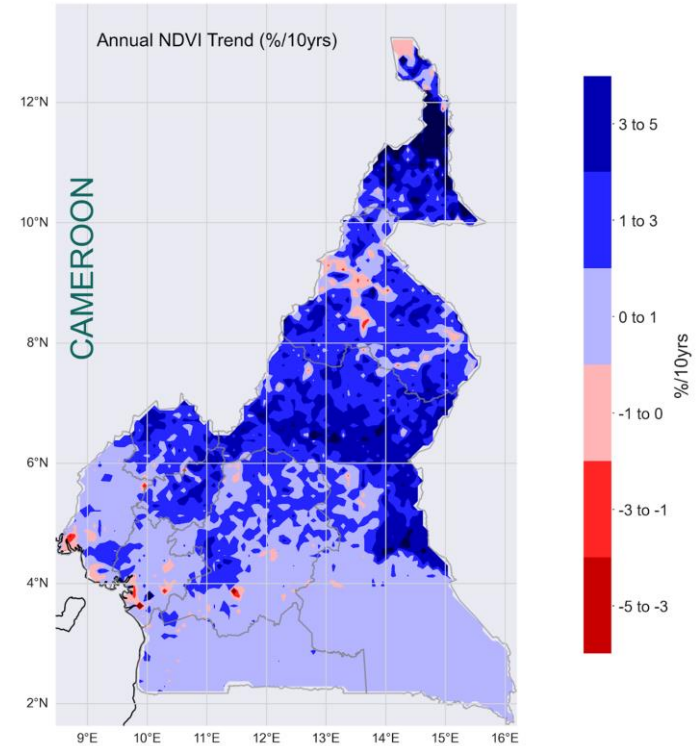 Annual NDVI Trend (%/10yrs)
CAMEROON
12°N
10°N
8°N
6°N
4°N
2°N
9°E 10°E 11°E 12°E 13°E 14°E 15°E 16°E
3 to 5
1 to 3
0 to 1
-1 to 0
-3 to -1
-5 to -3
%/10yrs